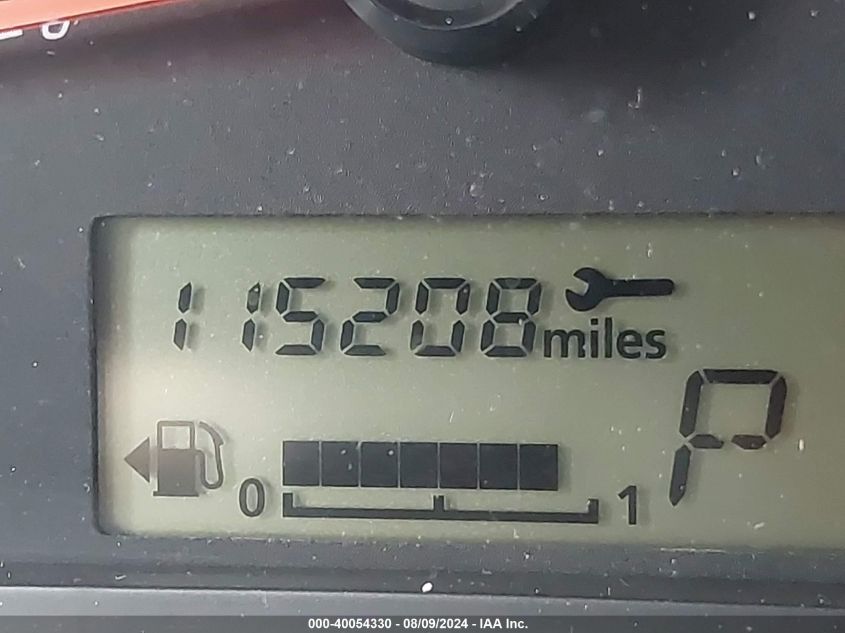 115208 miles
P
0 1
000-40054330 - 08/09/2024 - IAA Inc.